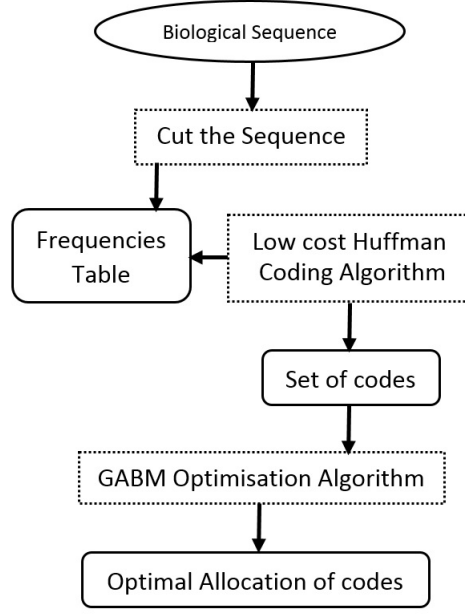 Biological Sequence
Cut the Sequence
Frequencies
Table
Low cost Huffman
Coding Algorithm
Set of codes
GABM Optimisation Algorithm
Optimal Allocation of codes